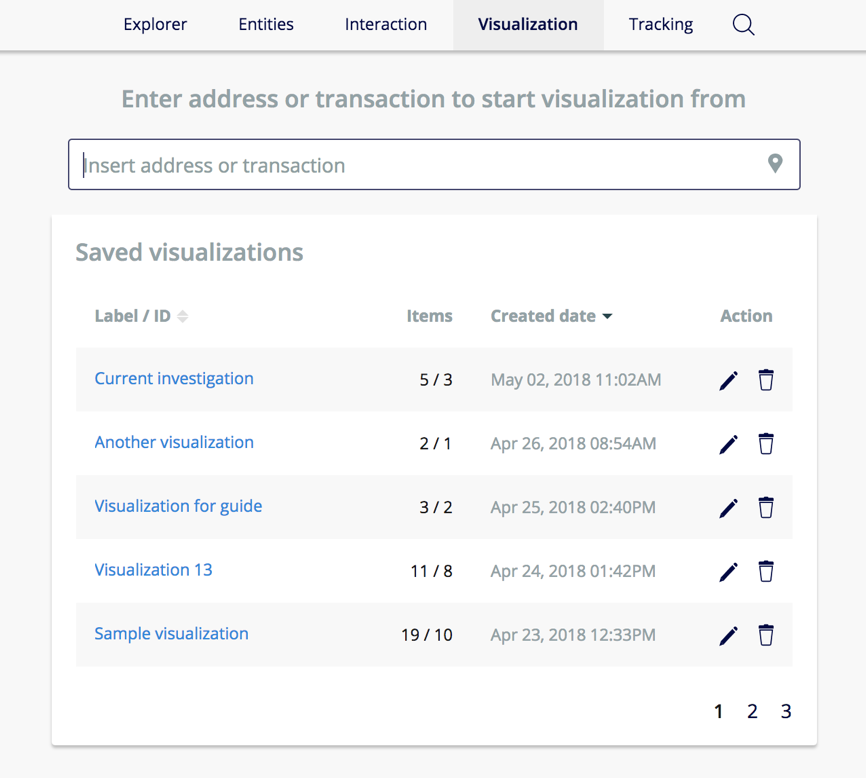 Explorer Entities Interaction Visualization Tracking
Enter address or transaction to start visualization from
Insert address or transaction
Saved visualizations
Label / ID Items Created date Action
Current investigation 5 / 3 May 02, 2018 11:02AM
Another visualization 2 / 1 Apr 26, 2018 08:54AM
Visualization for guide 3 / 2 Apr 25, 2018 02:40PM
Visualization 13 11 / 8 Apr 24, 2018 01:42PM
Sample visualization 19 / 10 Apr 23, 2018 12:33PM
1 2 3